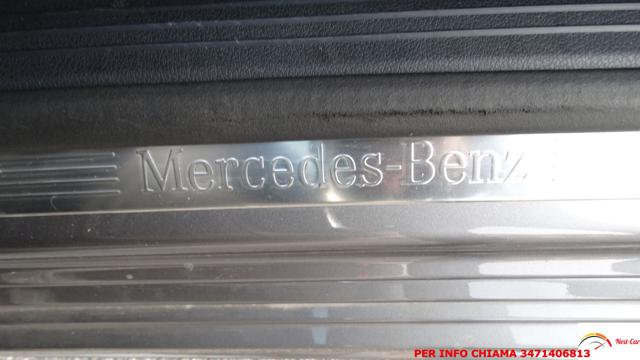 Mercedes-Benz
PER INFO CHIAMA 3471406813
Next-Car